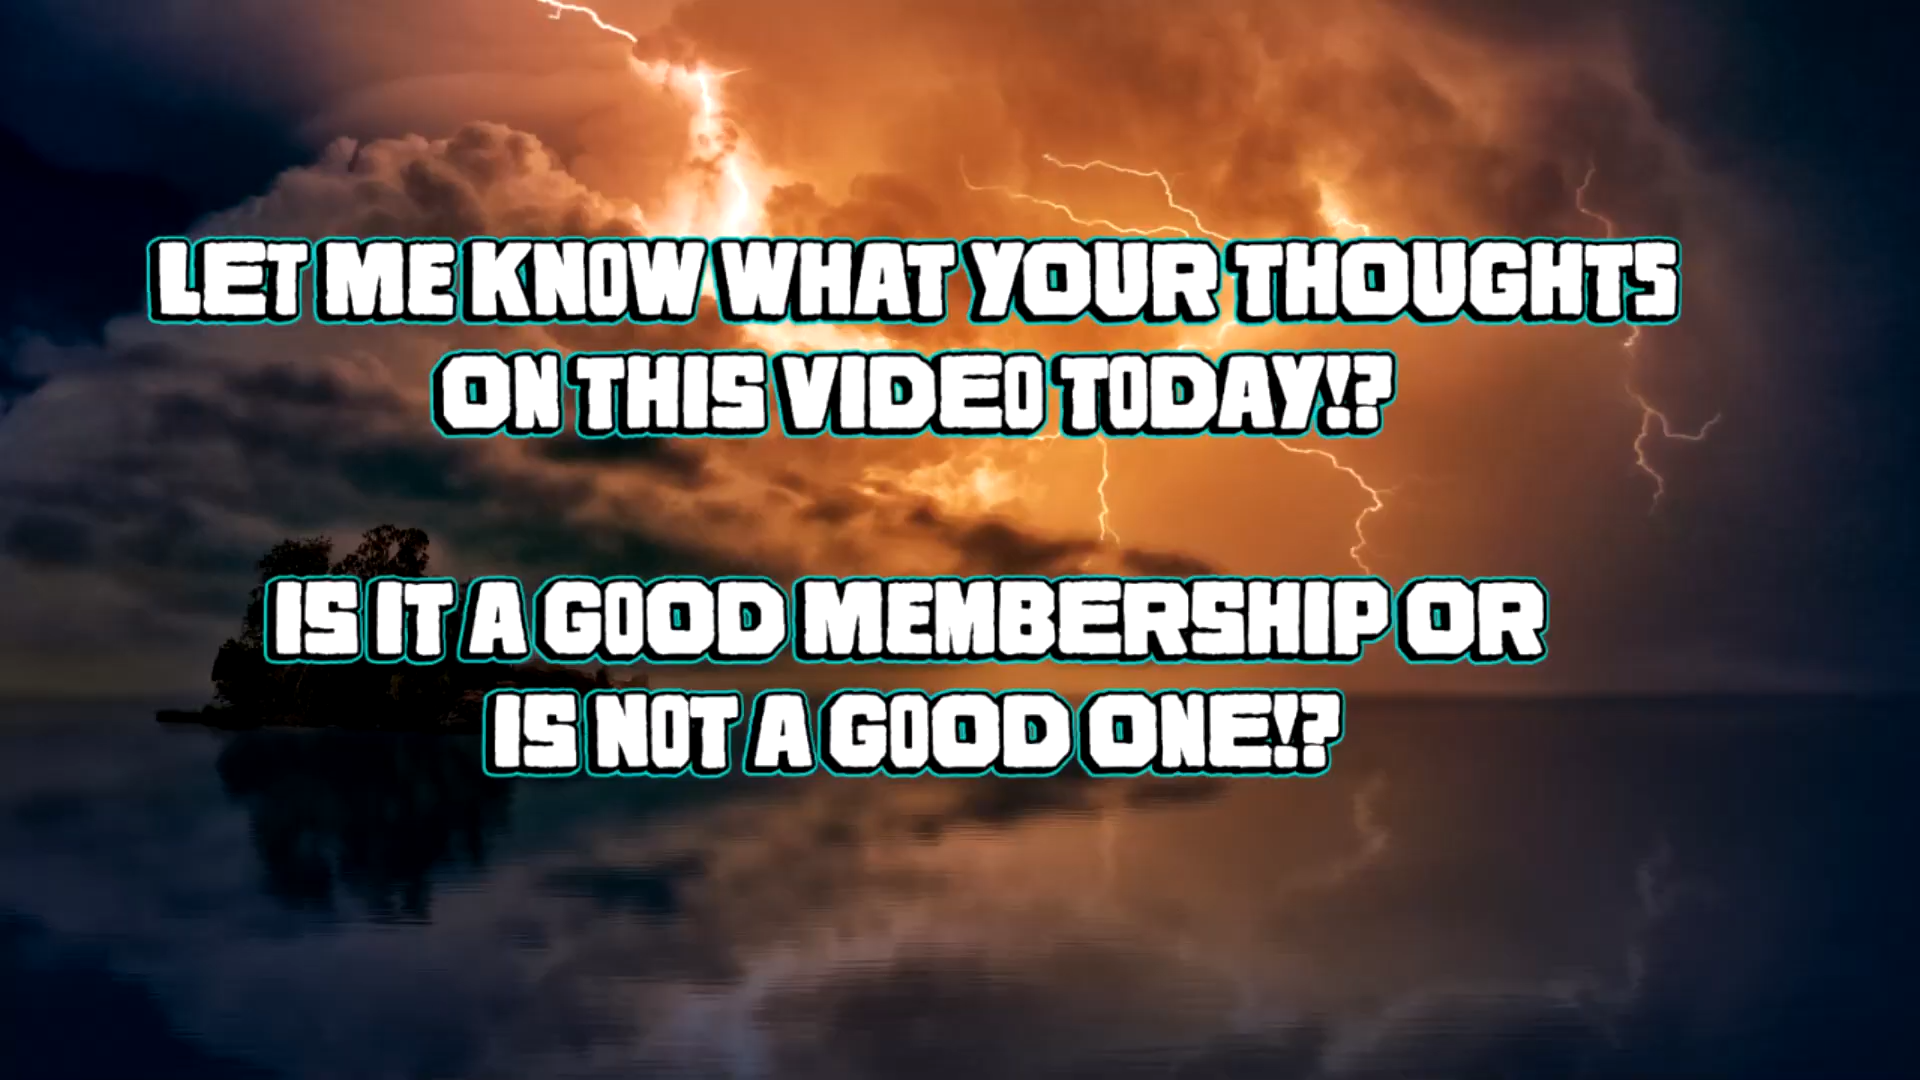 LET ME KNOW WHAT YOUR THOUGHTS
ON THIS VIDEO TODAY!?
IS IT A GOOD MEMBERSHIP OR
IS NOT A GOOD ONE!?